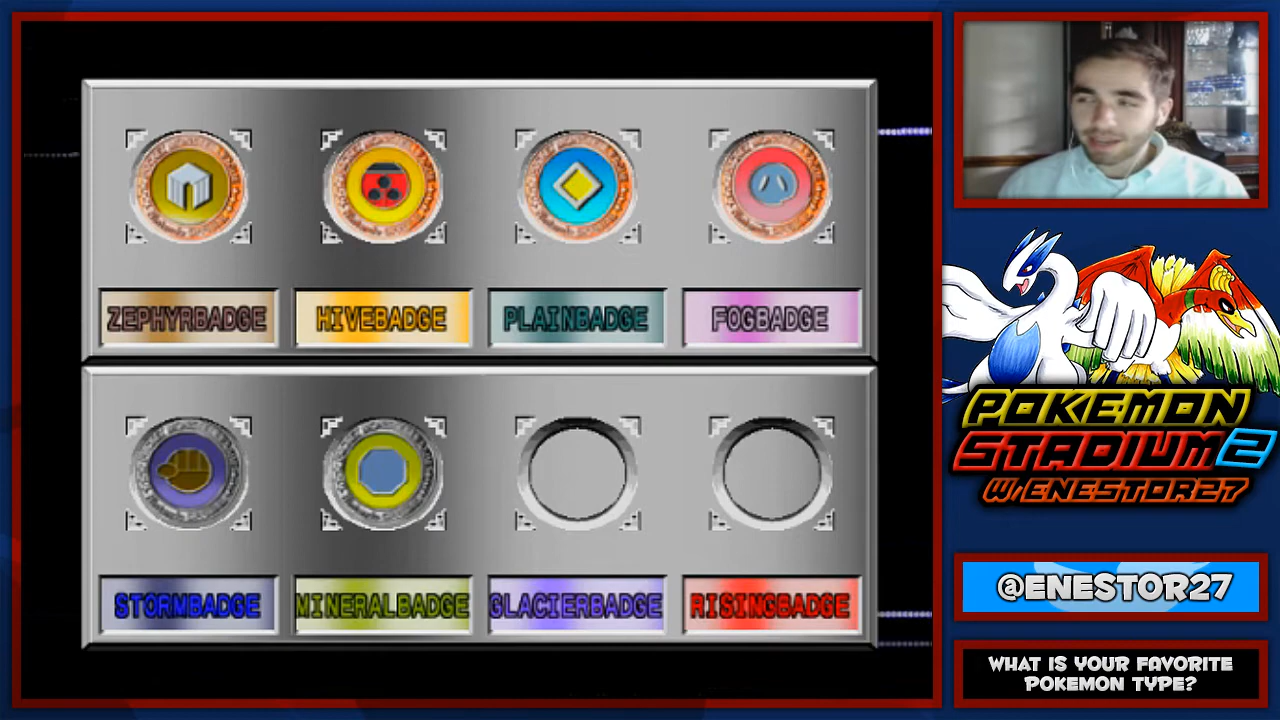 ZEPHYRBADGE HIVEBADGE PLAINBADGE FOGBADGE
STORMBADGE MINERALBADGE GLACIERBADGE RISINGBADGE
POKEMON
STADIUM2
W/ENESTOR27
@ENESTOR27
WHAT IS YOUR FAVORITE
POKEMON TYPE?